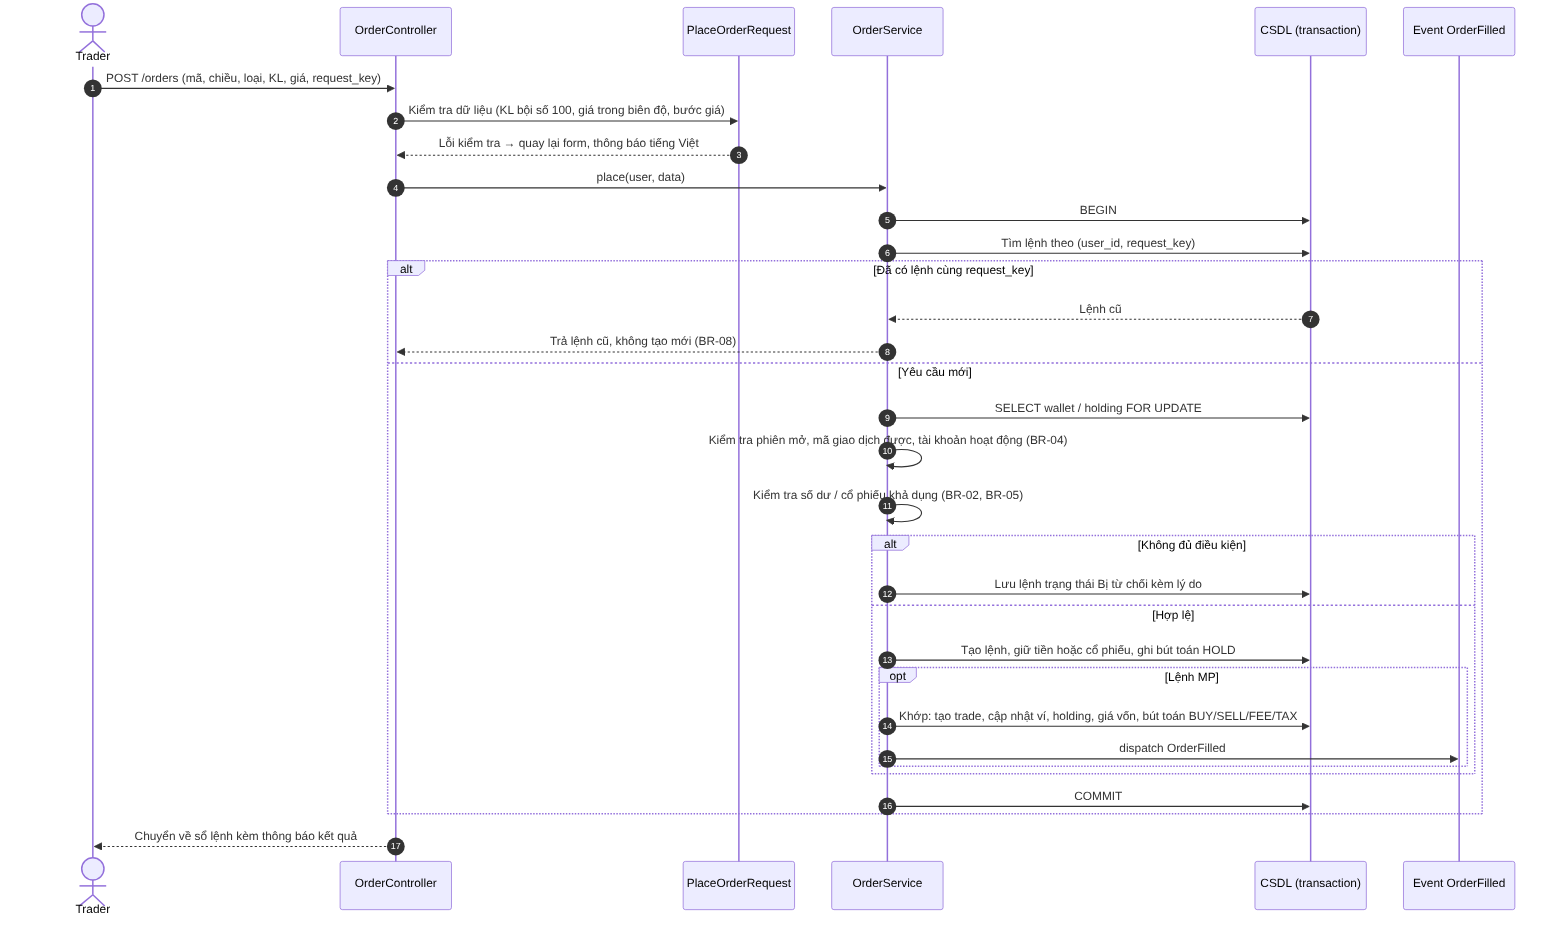 Trader
OrderController
PlaceOrderRequest
OrderService
CSDL (transaction)
Event OrderFilled
1
POST /orders (mã, chiều, loại, KL, giá, request_key)
2
Kiểm tra dữ liệu (KL bội số 100, giá trong biên độ, bước giá)
3
Lỗi kiểm tra → quay lại form, thông báo tiếng Việt
4
place(user, data)
5
BEGIN
6
Tìm lệnh theo (user_id, request_key)
alt
[Đã có lệnh cùng request_key]
7
Lệnh cũ
8
Trả lệnh cũ, không tạo mới (BR-08)
[Yêu cầu mới]
9
SELECT wallet / holding FOR UPDATE
10
Kiểm tra phiên mở, mã giao dịch được, tài khoản hoạt động (BR-04)
11
Kiểm tra số dư / cổ phiếu khả dụng (BR-02, BR-05)
alt
[Không đủ điều kiện]
12
Lưu lệnh trạng thái Bị từ chối kèm lý do
[Hợp lệ]
13
Tạo lệnh, giữ tiền hoặc cổ phiếu, ghi bút toán HOLD
opt
[Lệnh MP]
14
Khớp: tạo trade, cập nhật ví, holding, giá vốn, bút toán BUY/SELL/FEE/TAX
15
dispatch OrderFilled
16
COMMIT
17
Chuyển về sổ lệnh kèm thông báo kết quả
Trader
OrderController
PlaceOrderRequest
OrderService
CSDL (transaction)
Event OrderFilled